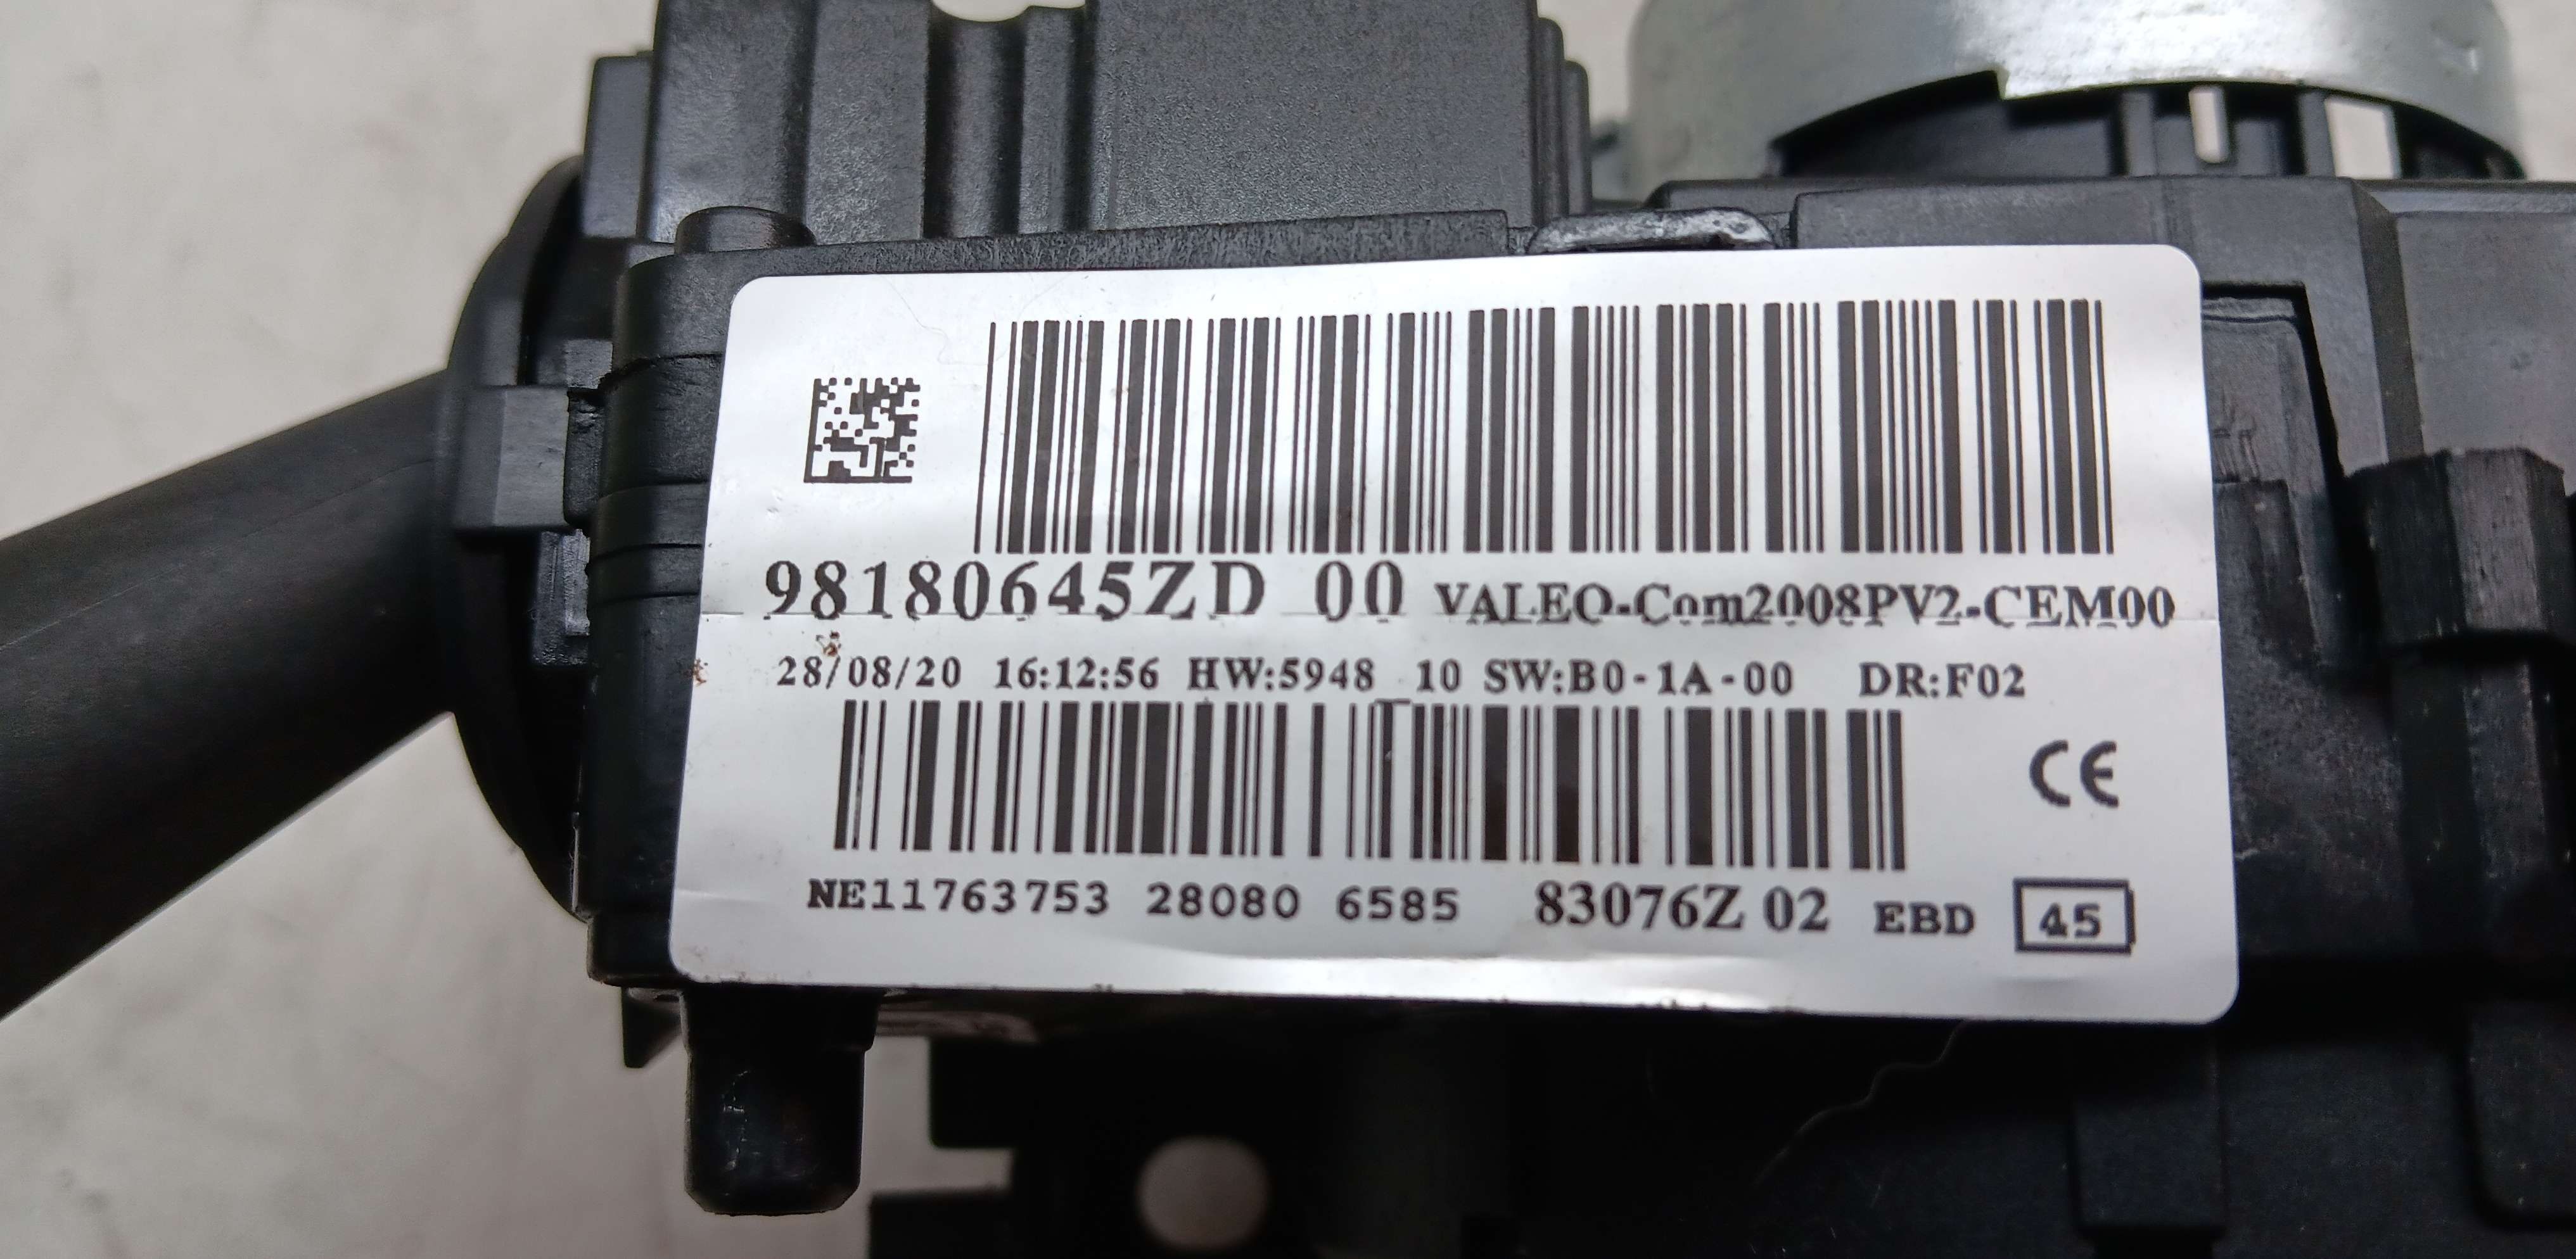 98180645ZD 00 VALEO-Com2008PV2-CEM00
28/08/20 16:12:56 HW:5948 10 SW:B0-1A-00 DR:F02
CE
NE11763753 28080 6585 83076Z 02 EBD 45